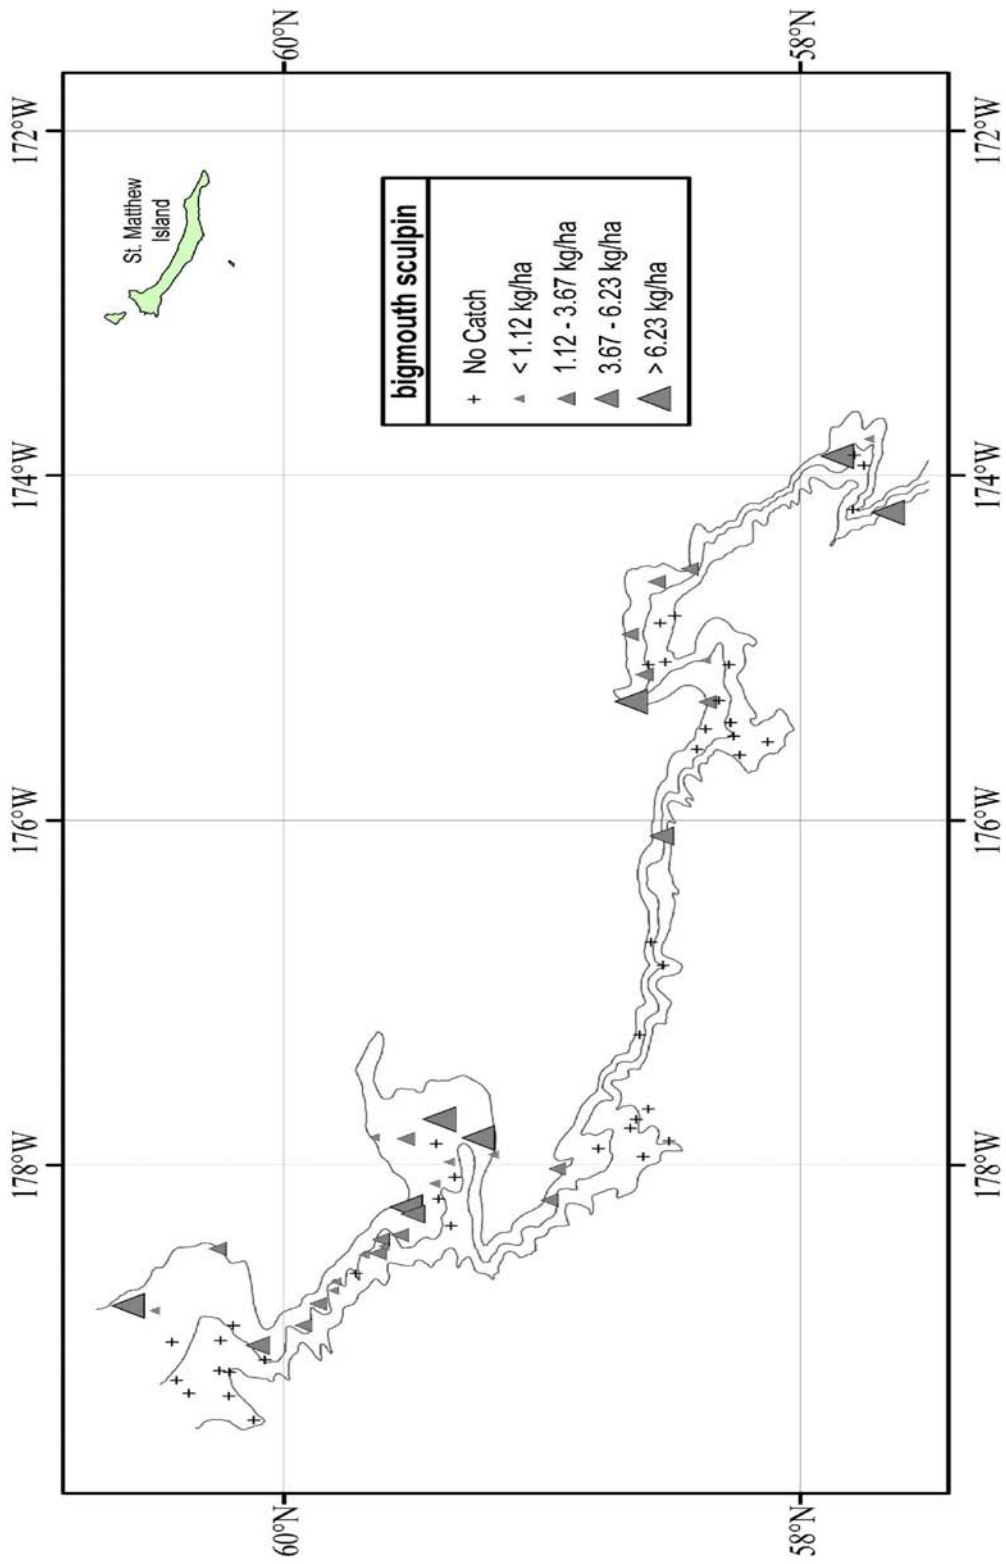 172°W
174°W
176°W
178°W
60°N
58°N
St. Matthew
Island
bigmouth sculpin
No Catch
< 1.12 kg/ha
1.12 - 3.67 kg/ha
3.67 - 6.23 kg/ha
> 6.23 kg/ha
60°N
58°N
172°W
174°W
176°W
178°W